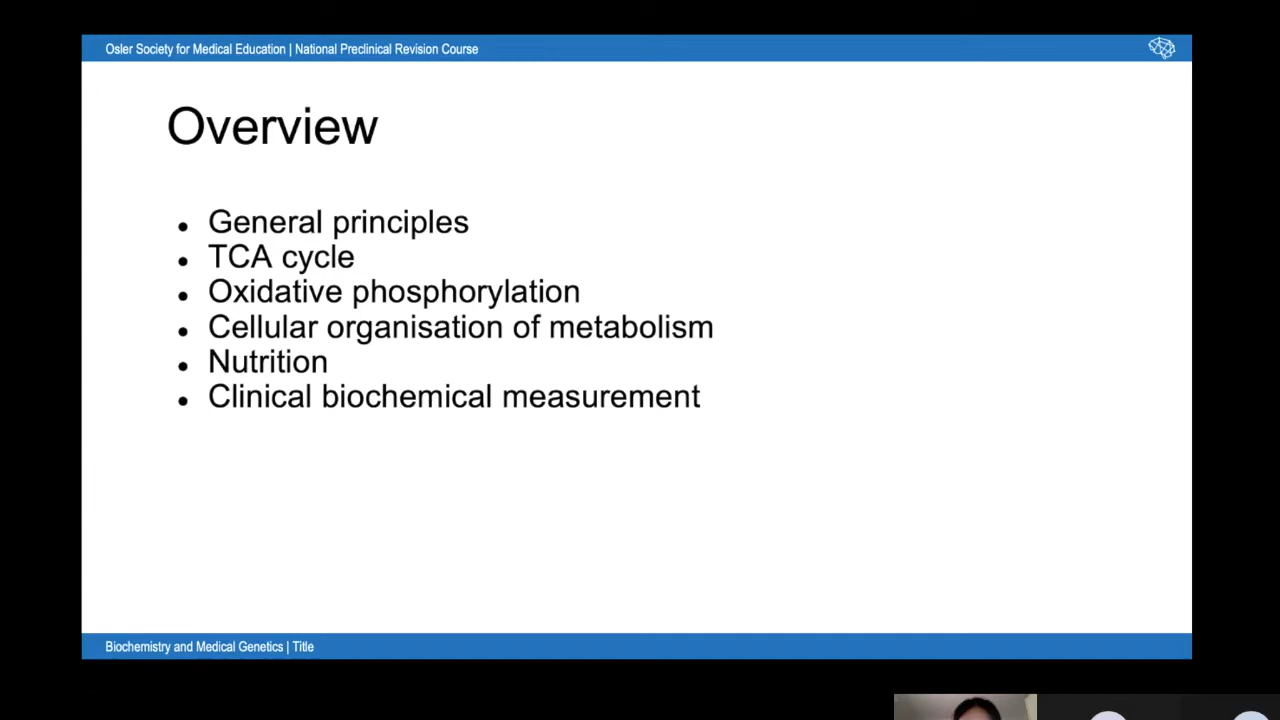 Osler Society for Medical Education | National Preclinical Revision Course
Overview
• General principles
• TCA cycle
• Oxidative phosphorylation
• Cellular organisation of metabolism
• Nutrition
• Clinical biochemical measurement
Biochemistry and Medical Genetics | Title